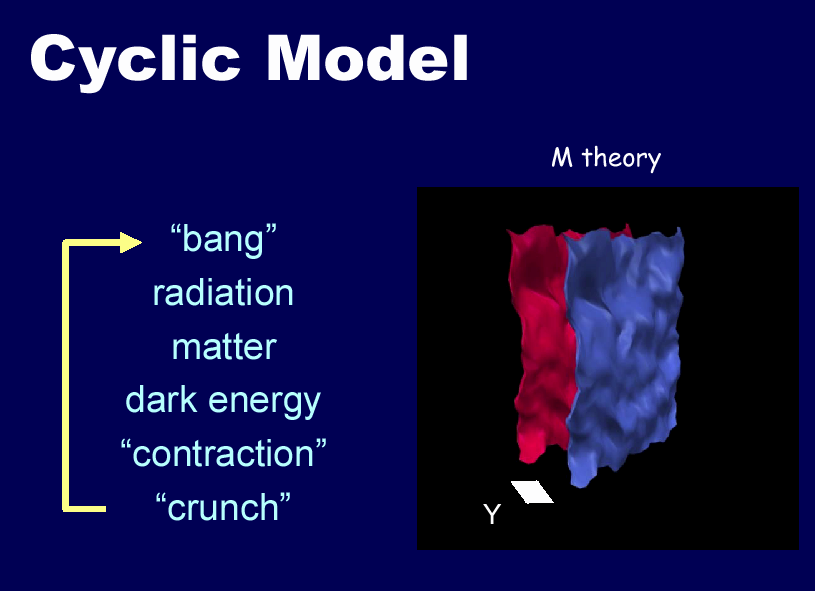 Cyclic Model
M theory
“bang”
radiation
matter
dark energy
“contraction”
“crunch”
Y